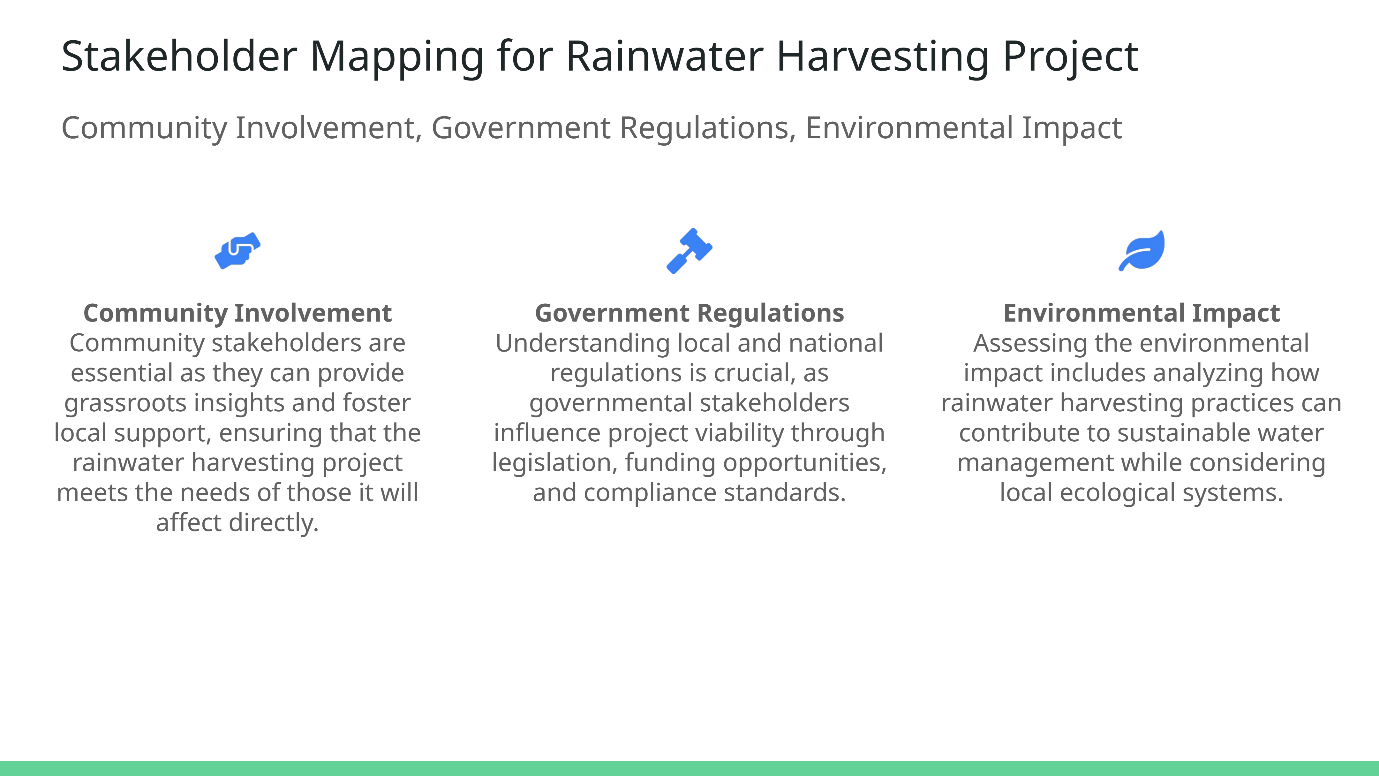 Stakeholder Mapping for Rainwater Harvesting Project
Community Involvement, Government Regulations, Environmental Impact
Community Involvement
Community stakeholders are
essential as they can provide
grassroots insights and foster
local support, ensuring that the
rainwater harvesting project
meets the needs of those it will
affect directly.
Government Regulations
Understanding local and national
regulations is crucial, as
governmental stakeholders
influence project viability through
legislation, funding opportunities,
and compliance standards.
Environmental Impact
Assessing the environmental
impact includes analyzing how
rainwater harvesting practices can
contribute to sustainable water
management while considering
local ecological systems.